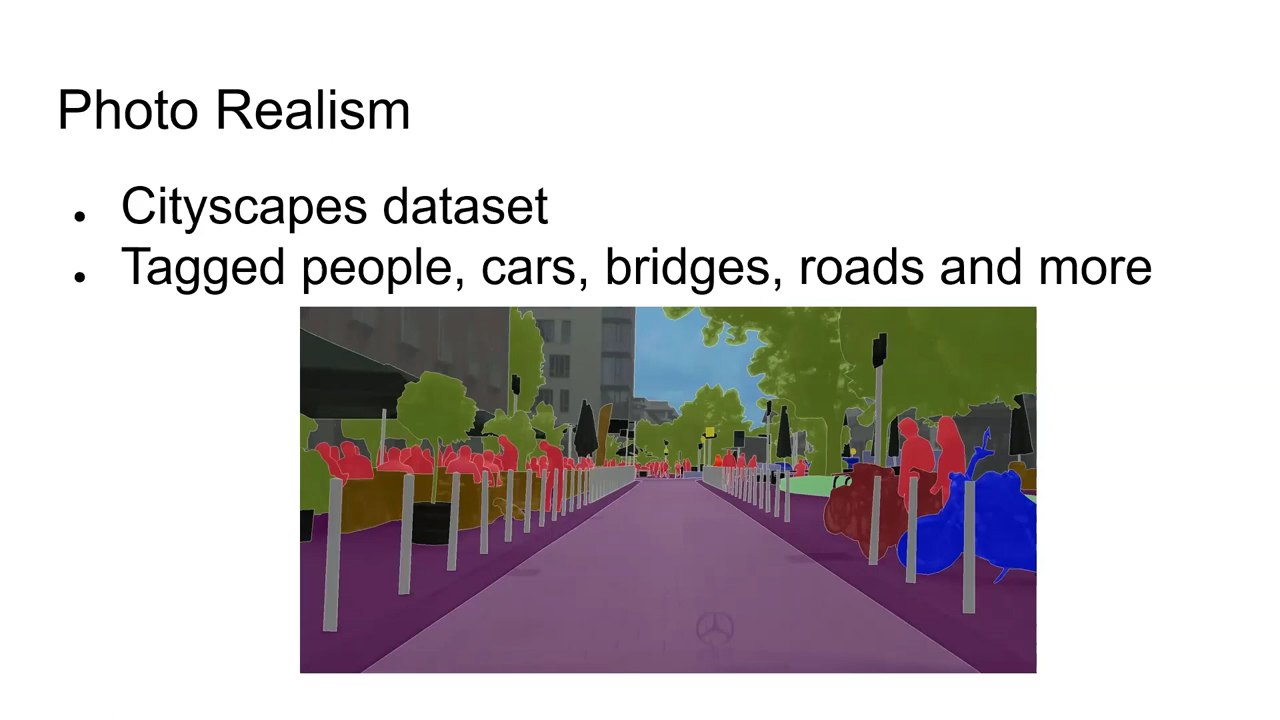 Photo Realism
• Cityscapes dataset
• Tagged people, cars, bridges, roads and more